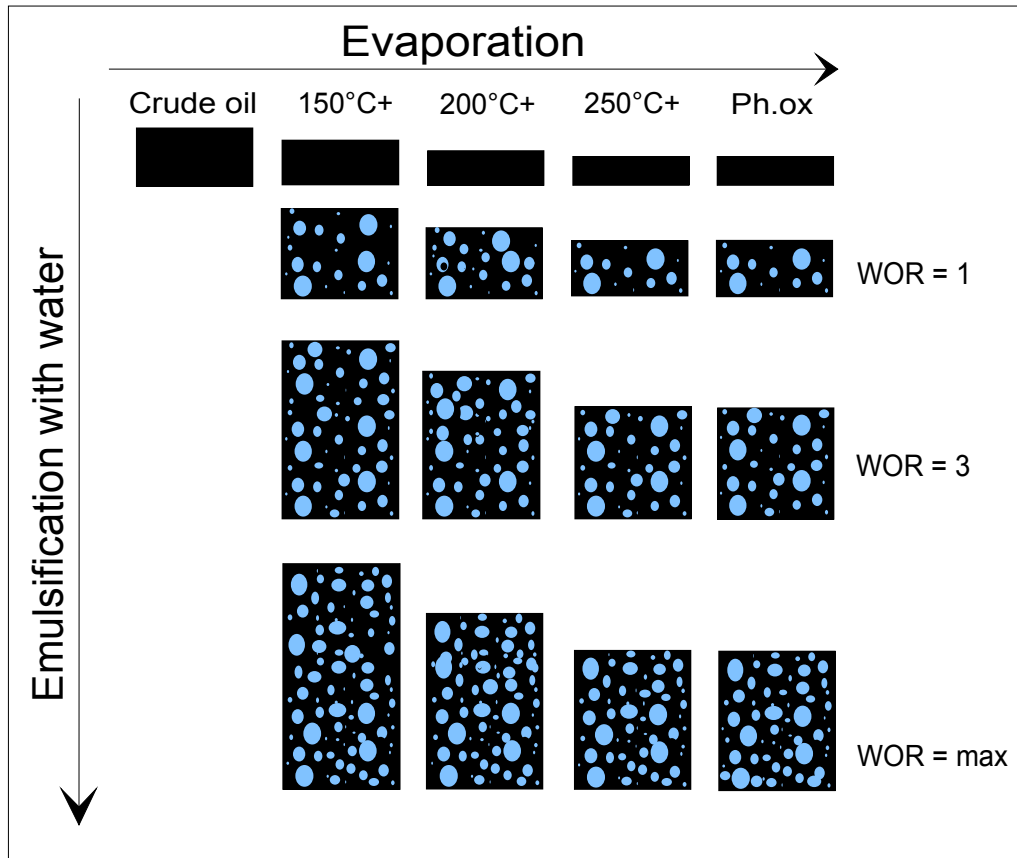 Evaporation
Crude oil
150°C+
200°C+
250°C+
Ph.ox
Emulsification with water
WOR = 1
WOR = 3
WOR = max